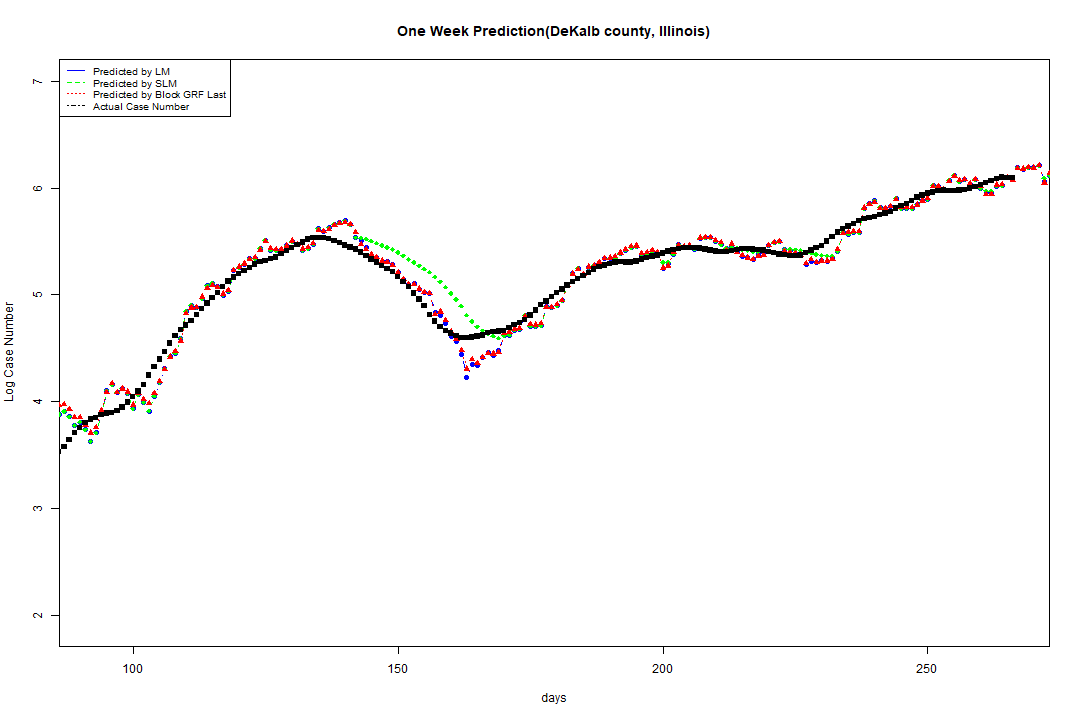 One Week Prediction(DeKalb county, Illinois)
Predicted by LM
Predicted by SLM
Predicted by Block GRF Last
Actual Case Number
7
6
5
4
3
2
Log Case Number
100 150 200 250
days